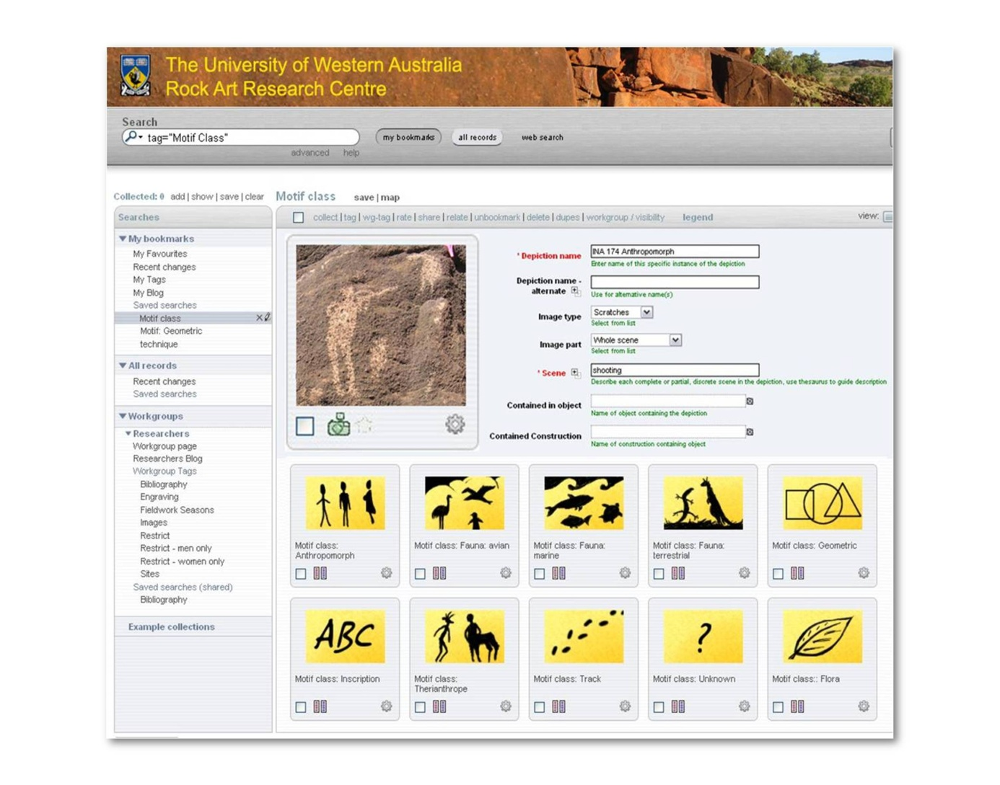 The University of Western Australia
Rock Art Research Centre
Search
tag="Motif Class"
my bookmarks
all records
web search
advanced help
Collected: 0 add | show | save | clear
Motif class save | map
Searches
collect | tag | wg-tag | rate | share | relate | unbookmark | delete | dupes | workgroup / visibility legend view:
My bookmarks
My Favourites
Recent changes
My Tags
My Blog
Saved searches
Motif class
Motif: Geometric
technique
All records
Recent changes
Saved searches
Workgroups
Researchers
Workgroup page
Researchers Blog
Workgroup Tags
Bibliography
Engraving
Fieldwork Seasons
Images
Restrict
Restrict - men only
Restrict - women only
Sites
Saved searches (shared)
Bibliography
Example collections
* Depiction name INA 174 Anthropomorph
Enter name of this specific instance of the depiction
Depiction name -
alternate
Use for alternative name(s)
Image type Scratches
Select from list
Image part Whole scene
Select from list
* Scene shooting
Describe each complete or partial, discrete scene in the depiction, use thesaurus to guide description
Contained in object
Name of object containing the depiction
Contained Construction
Name of construction containing object
Motif class:
Anthropomorph
Motif class: Fauna: avian
Motif class: Fauna:
marine
Motif class: Fauna:
terrestrial
Motif class: Geometric
ABC
Motif class: Inscription
Motif class:
Therianthrope
Motif class: Track
?
Motif class: Unknown
Motif class:: Flora